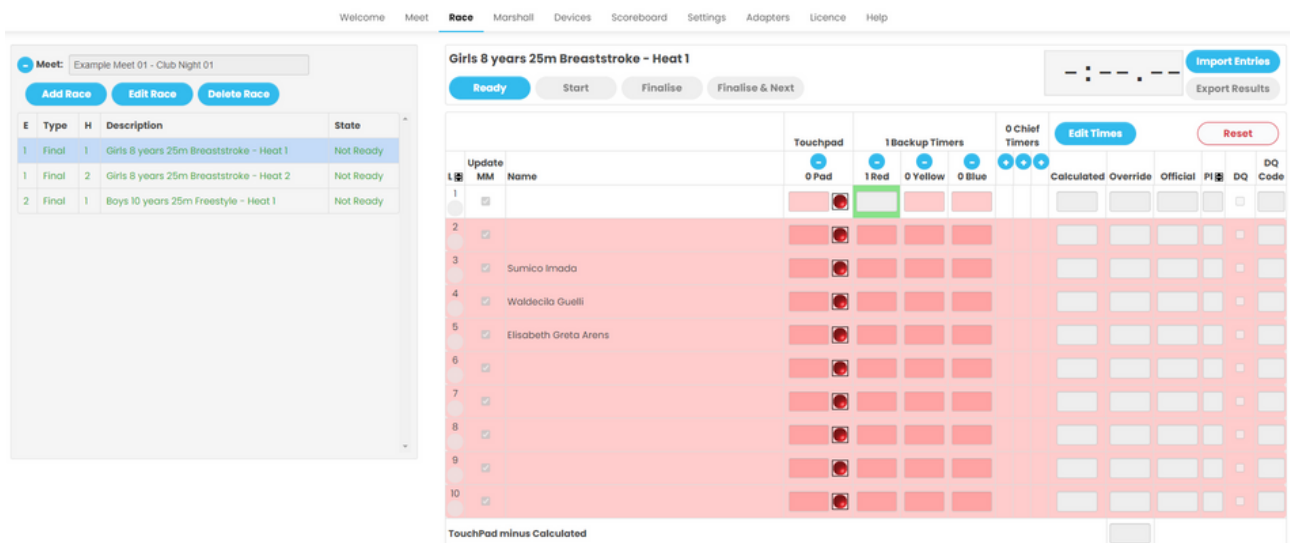 Welcome Meet Race Marshall Devices Scoreboard Settings Adapters Licence Help
- Meet: Example Meet 01 - Club Night 01
Add Race Edit Race Delete Race
E Type H Description State
1 Final 1 Girls 8 years 25m Breaststroke - Heat 1 Not Ready
1 Final 2 Girls 8 years 25m Breaststroke - Heat 2 Not Ready
2 Final 1 Boys 10 years 25m Freestyle - Heat 1 Not Ready
Girls 8 years 25m Breaststroke - Heat 1
Ready Start Finalise Finalise & Next
-:--.--
Import Entries
Export Results
Touchpad 1 Backup Timers 0 Chief Timers Edit Times Reset
- - - - + + +
L Update MM Name 0 Pad 1 Red 0 Yellow 0 Blue Calculated Override Official Pl DQ DQ Code
1
2
3 Sumico Imada
4 Waldecila Guelli
5 Elisabeth Greta Arens
6
7
8
9
10
TouchPad minus Calculated